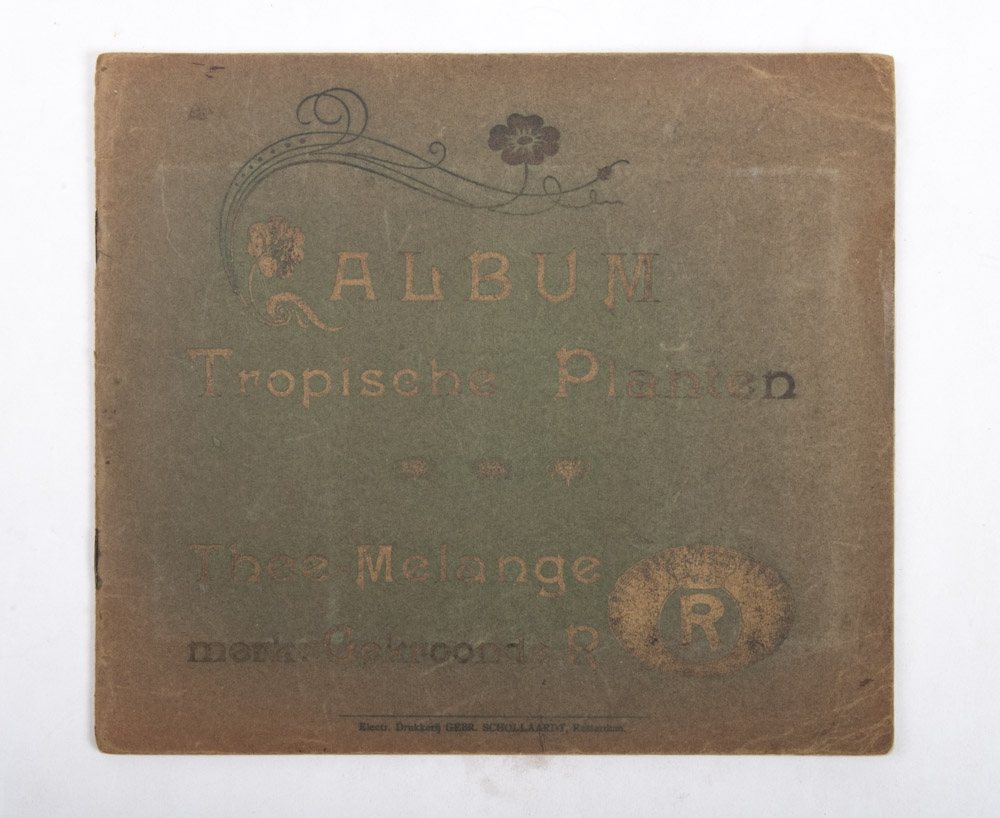 ALBUM
Tropische Planten
Thee-Melange
merk: Gekroonde R
R
Electr. Drukkerij GEBR. SCHOLLAARDT, Rotterdam.